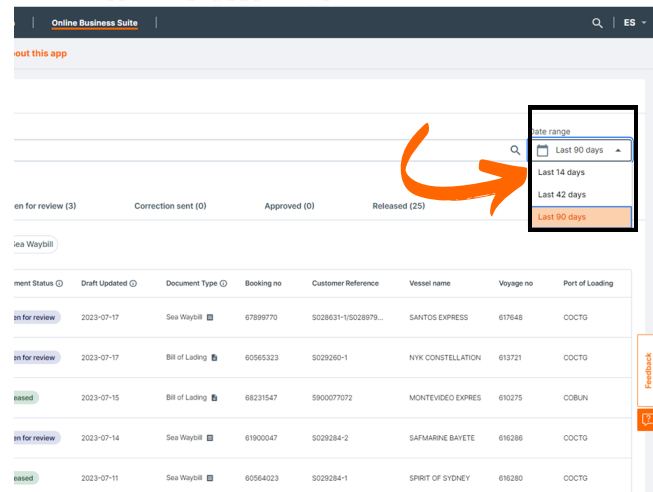 Online Business Suite
ES
out this app
Date range
Last 90 days
Last 14 days
Last 42 days
Last 90 days
en for review (3) Correction sent (0) Approved (0) Released (25)
Sea Waybill
ment Status Draft Updated Document Type Booking no Customer Reference Vessel name Voyage no Port of Loading
en for review 2023-07-17 Sea Waybill 67899770 S028631-1/S028979... SANTOS EXPRESS 617648 COCTG
en for review 2023-07-17 Bill of Lading 60565323 S029260-1 NYK CONSTELLATION 613721 COCTG
eased 2023-07-15 Bill of Lading 68231547 5900077072 MONTEVIDEO EXPRES 610275 COBUN
en for review 2023-07-14 Sea Waybill 61900047 S029284-2 SAFMARINE BAYETE 616286 COCTG
eased 2023-07-11 Sea Waybill 60564023 S029284-1 SPIRIT OF SYDNEY 616280 COCTG
Feedback